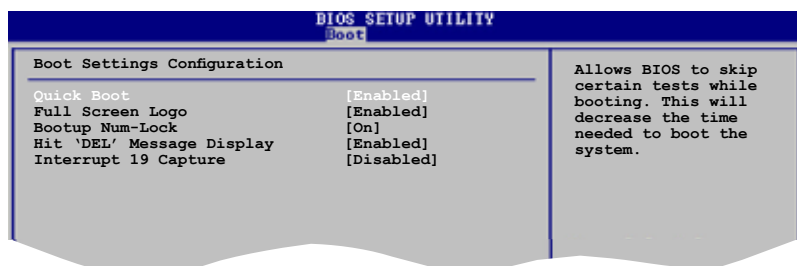 BIOS SETUP UTILITY
Boot
Boot Settings Configuration
Quick Boot [Enabled]
Full Screen Logo [Enabled]
Bootup Num-Lock [On]
Hit ‘DEL’ Message Display [Enabled]
Interrupt 19 Capture [Disabled]
Allows BIOS to skip
certain tests while
booting. This will
decrease the time
needed to boot the
system.